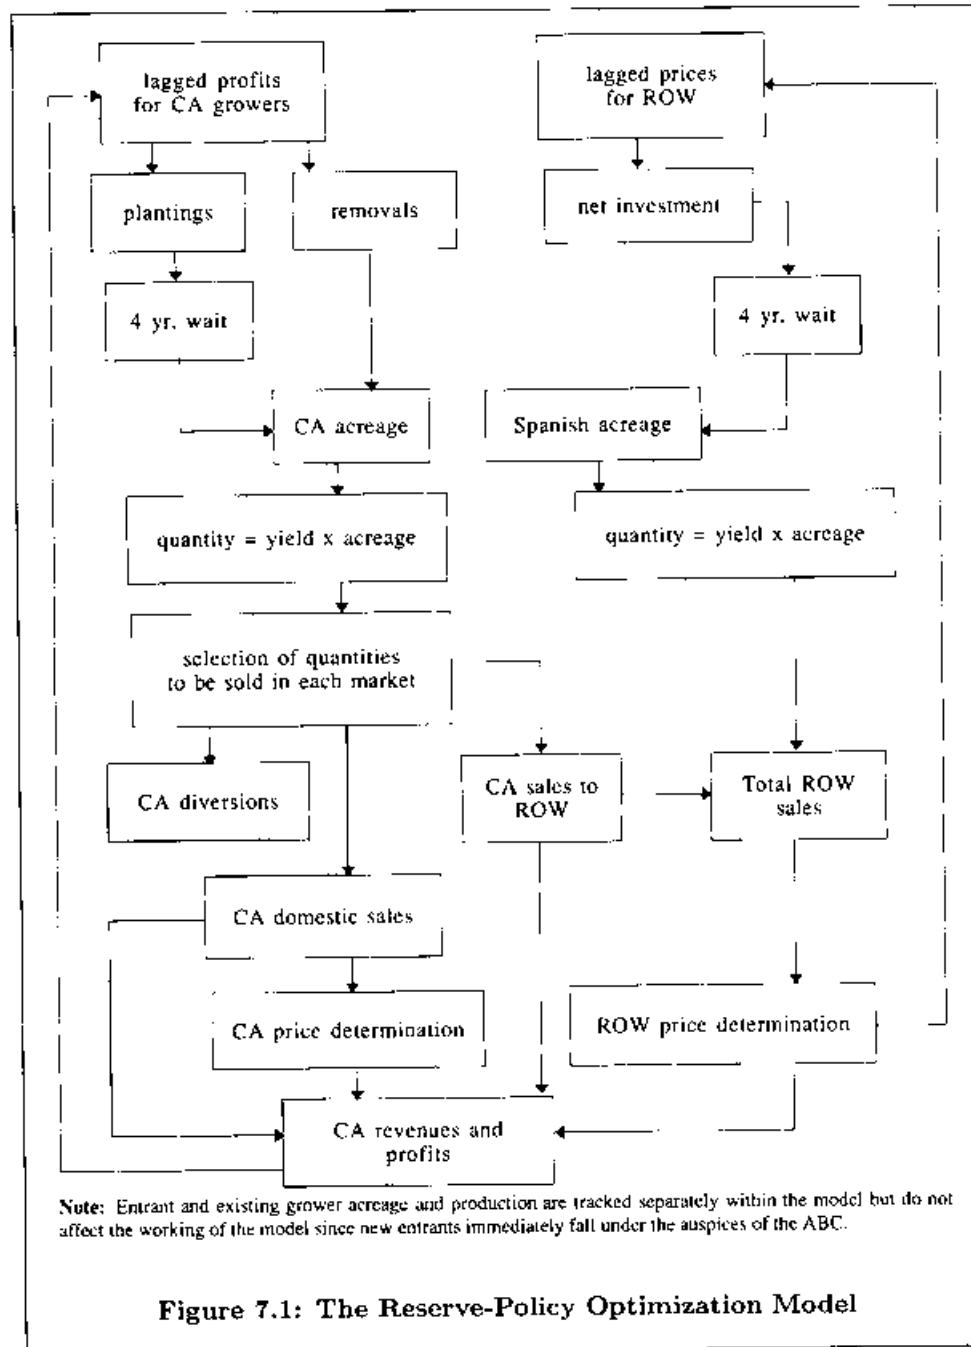 lagged profits
for CA growers
lagged prices
for ROW
plantings
removals
net investment
4 yr. wait
4 yr. wait
CA acreage
Spanish acreage
quantity = yield x acreage
quantity = yield x acreage
selection of quantities
to be sold in each market
CA diversions
CA sales to
ROW
Total ROW
sales
CA domestic sales
CA price determination
ROW price determination
CA revenues and
profits
Note: Entrant and existing grower acreage and production are tracked separately within the model but do not
affect the working of the model since new entrants immediately fall under the auspices of the ABC.
Figure 7.1: The Reserve-Policy Optimization Model